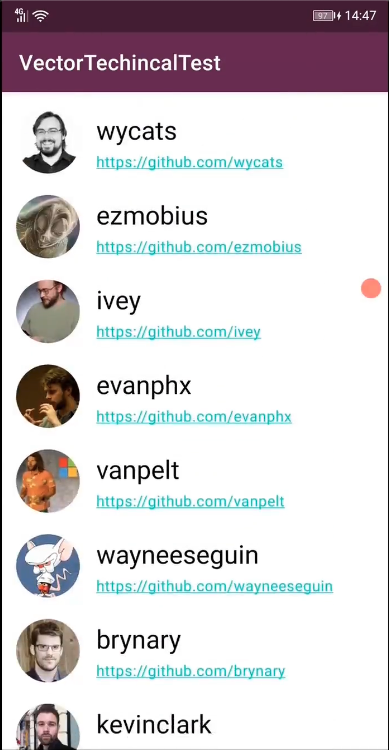 4G 97 14:47
VectorTechincalTest
wycats
https://github.com/wycats
ezmobius
https://github.com/ezmobius
ivey
https://github.com/ivey
evanphx
https://github.com/evanphx
vanpelt
https://github.com/vanpelt
wayneeseguin
https://github.com/wayneeseguin
brynary
https://github.com/brynary
kevinclark